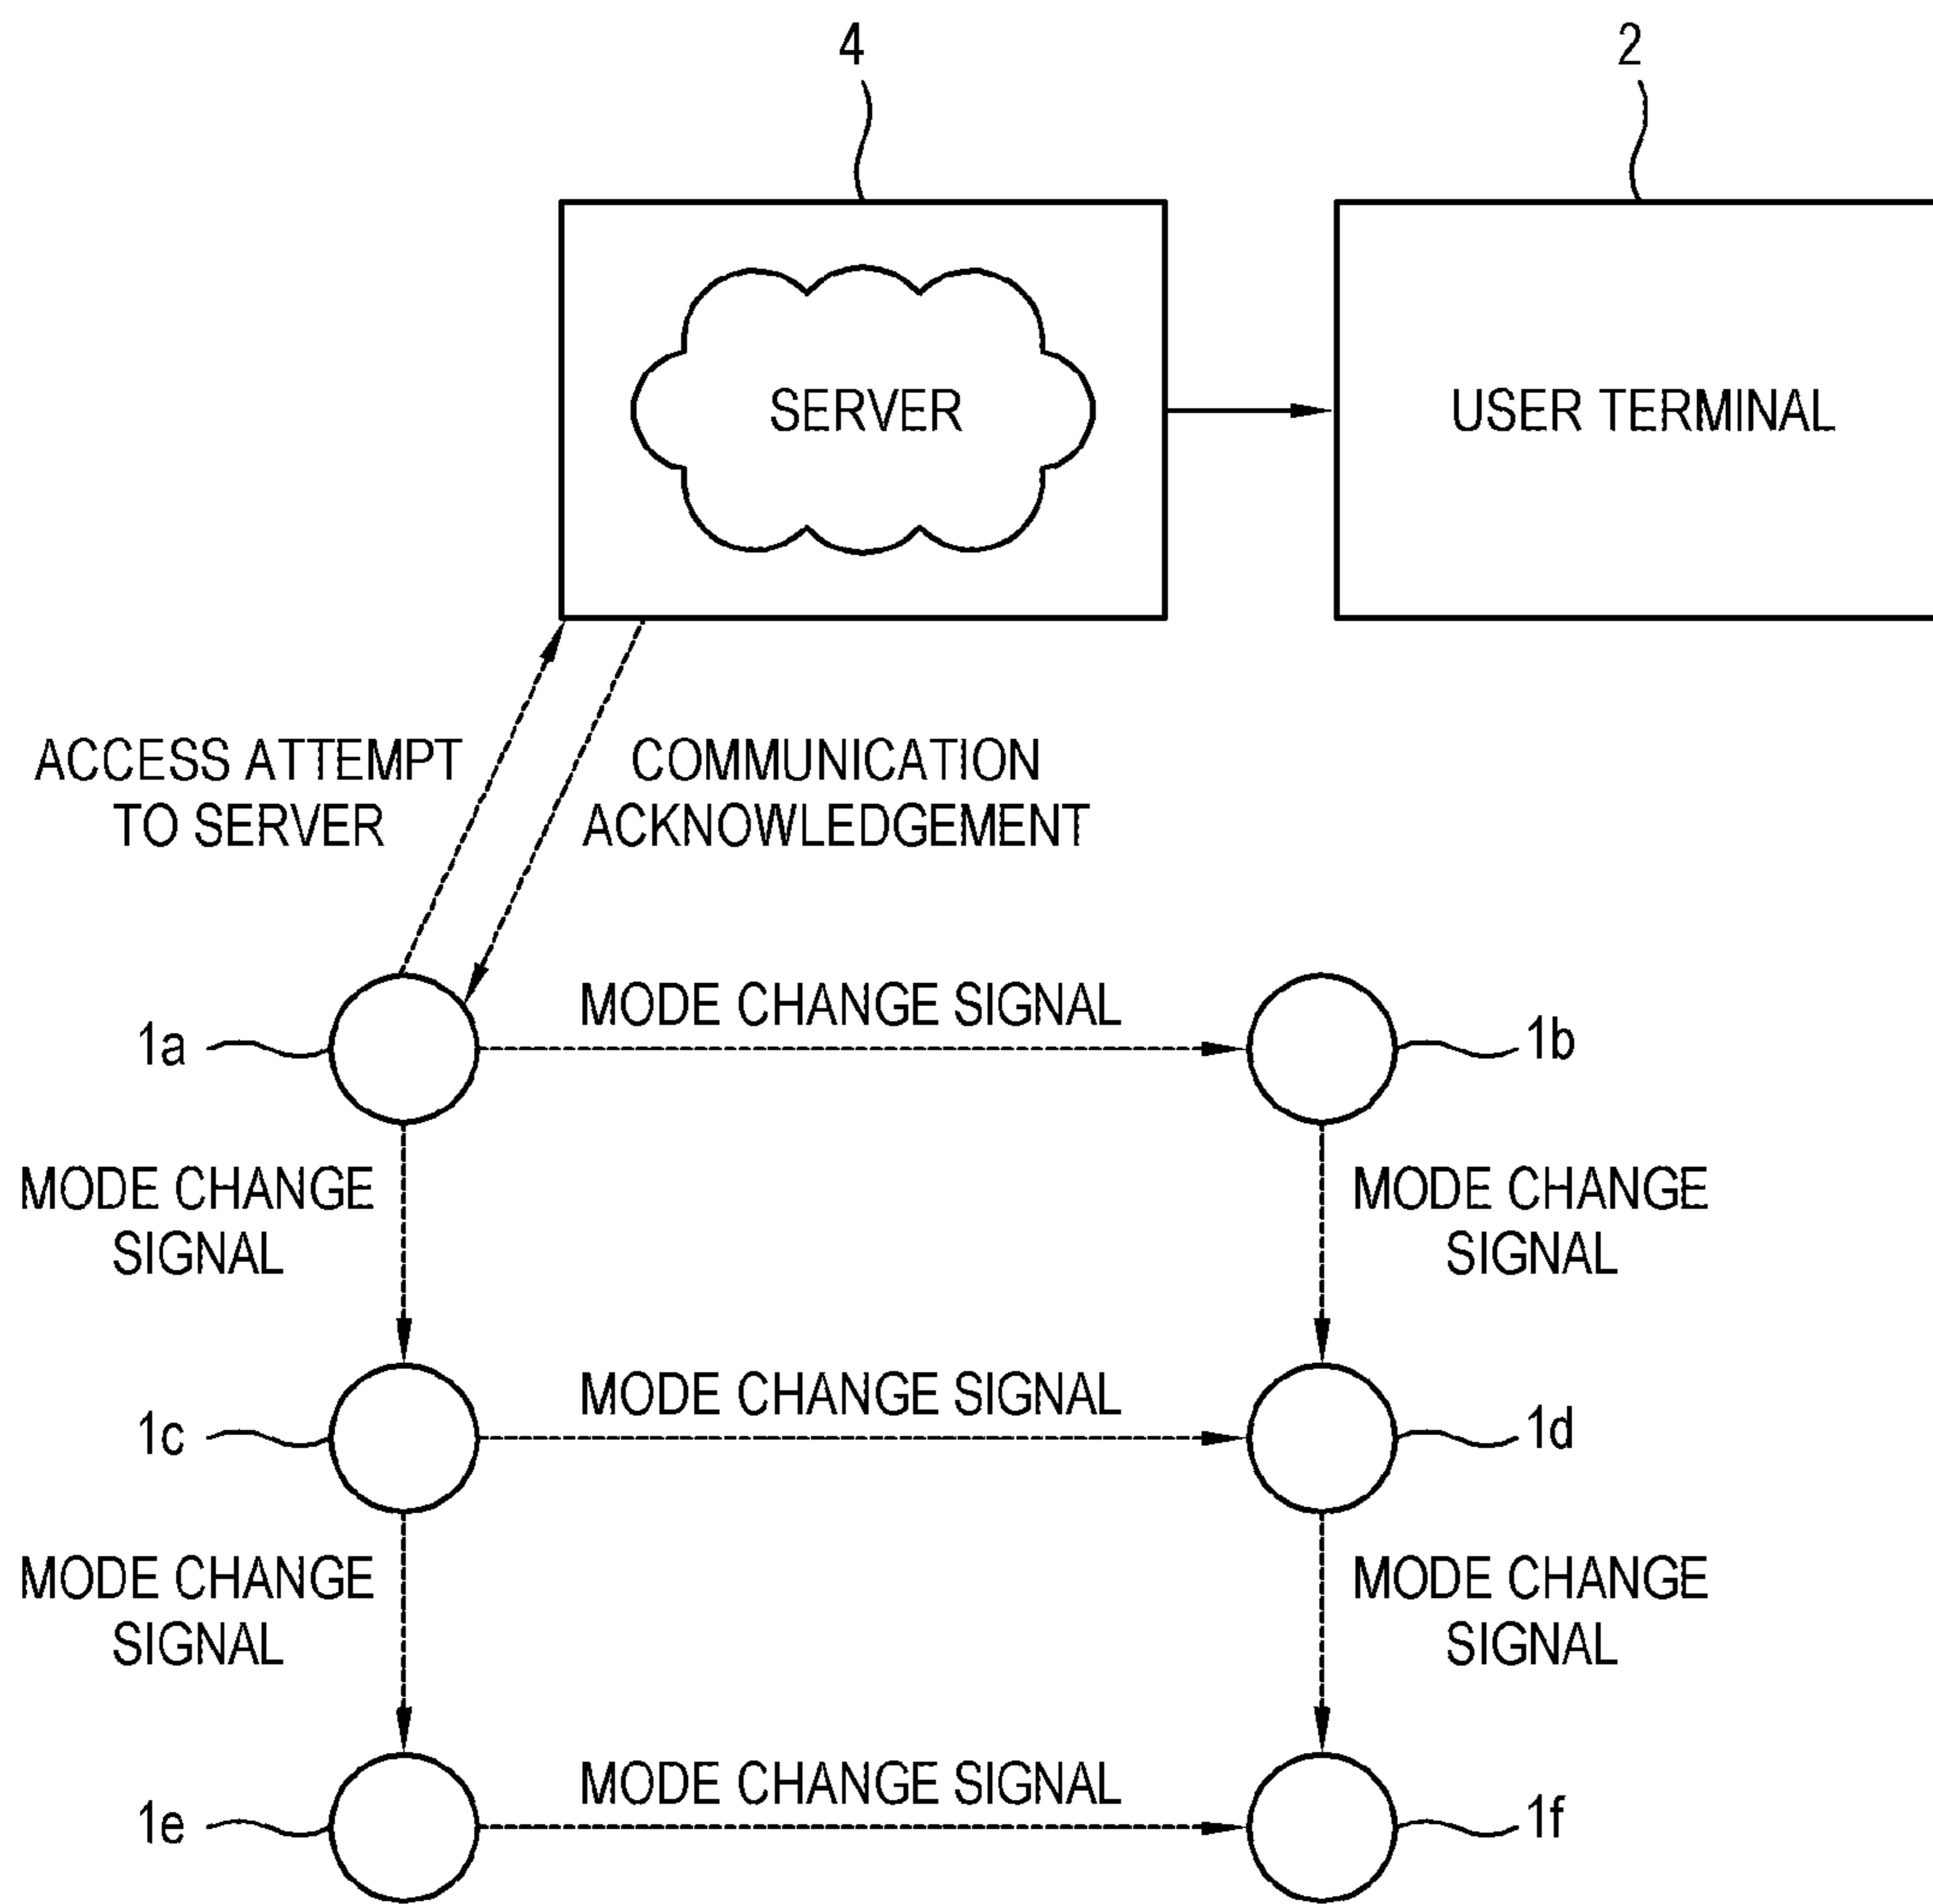 4
2
SERVER
USER TERMINAL
ACCESS ATTEMPT
TO SERVER
COMMUNICATION
ACKNOWLEDGEMENT
1a
MODE CHANGE SIGNAL
1b
MODE CHANGE
SIGNAL
MODE CHANGE
SIGNAL
1c
MODE CHANGE SIGNAL
1d
MODE CHANGE
SIGNAL
MODE CHANGE
SIGNAL
1e
MODE CHANGE SIGNAL
1f